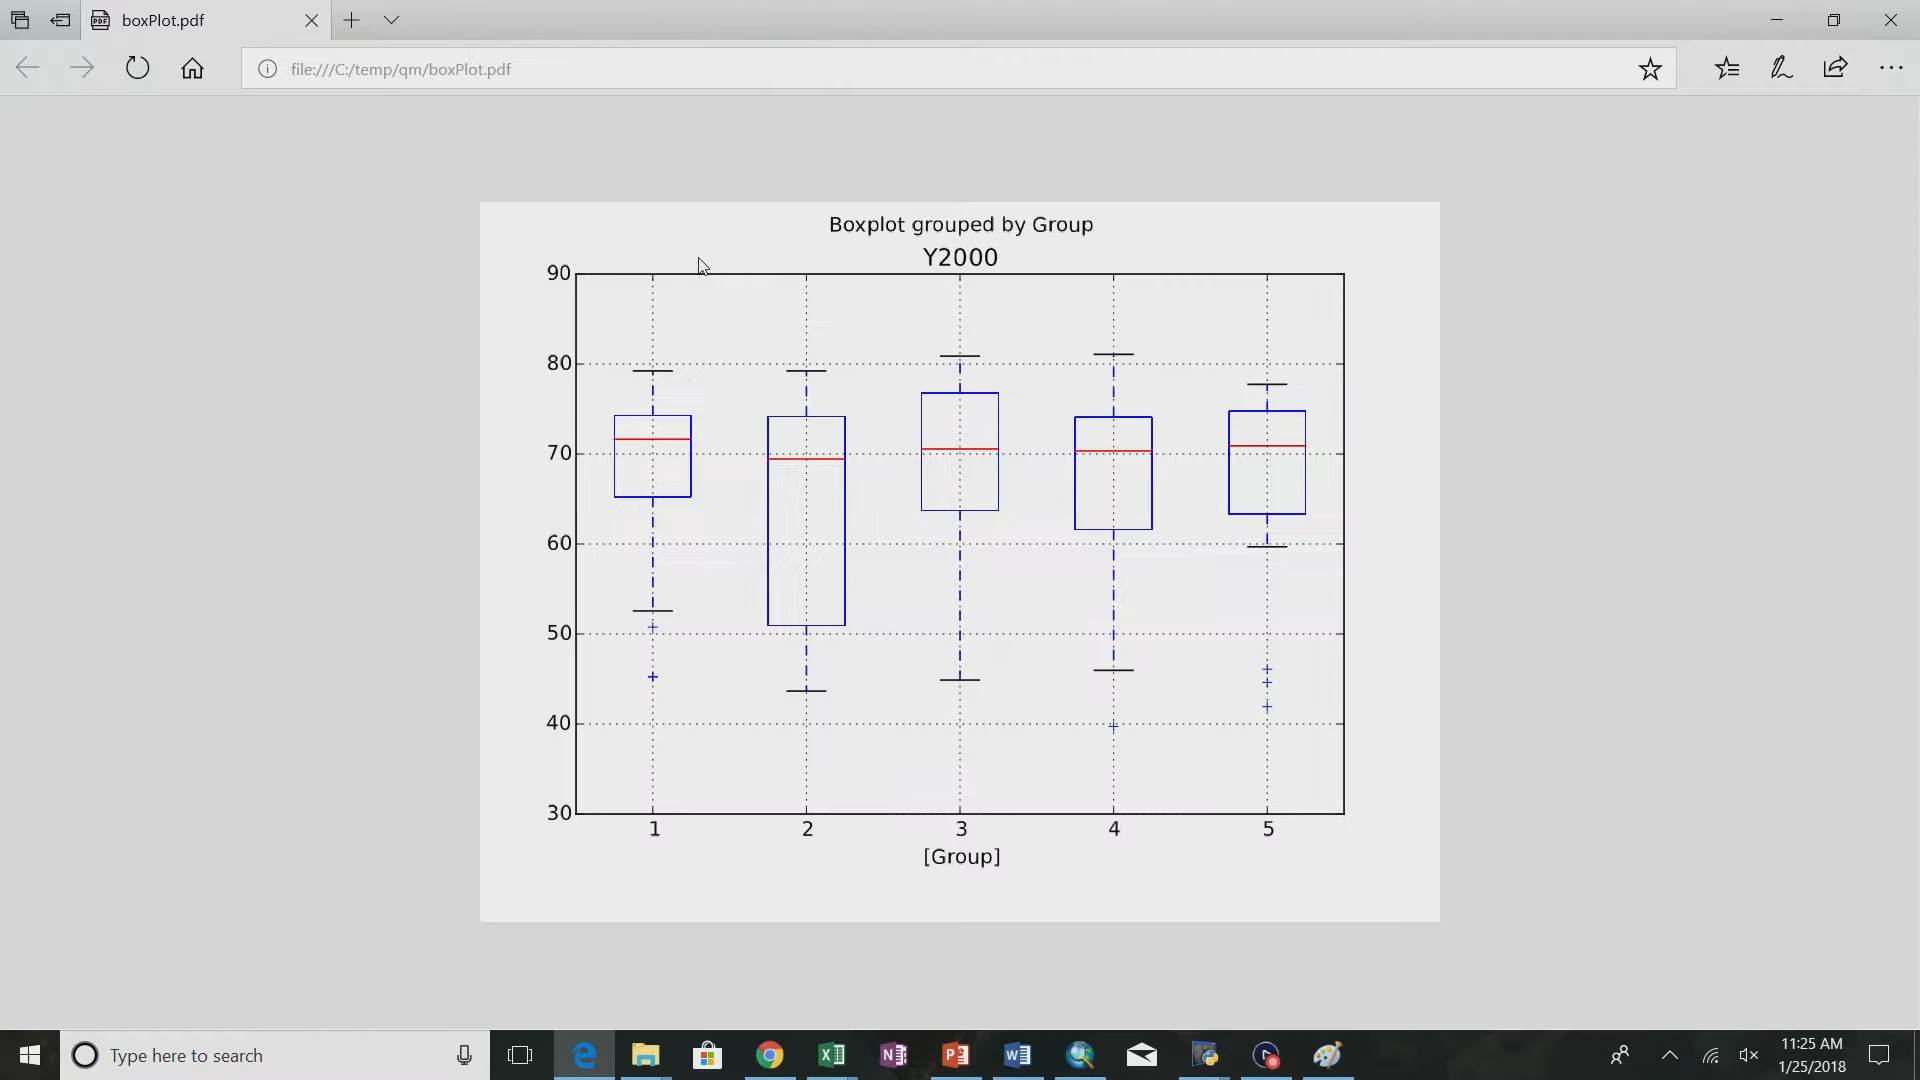 boxPlot.pdf
file:///C:/temp/qm/boxPlot.pdf
Boxplot grouped by Group
Y2000
90
80
70
60
50
40
30
1 2 3 4 5
[Group]
Type here to search
11:25 AM
1/25/2018